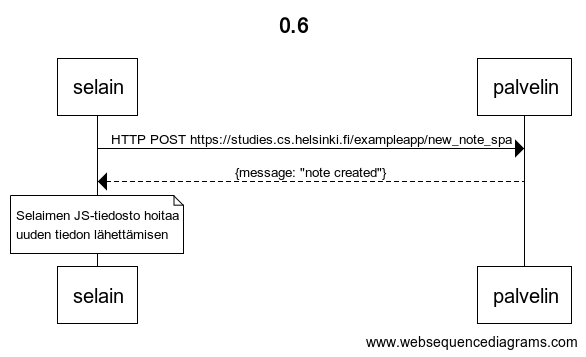 0.6
selain
palvelin
HTTP POST https://studies.cs.helsinki.fi/exampleapp/new_note_spa
{message: "note created"}
Selaimen JS-tiedosto hoitaa
uuden tiedon lähettämisen
selain
palvelin
www.websequencediagrams.com